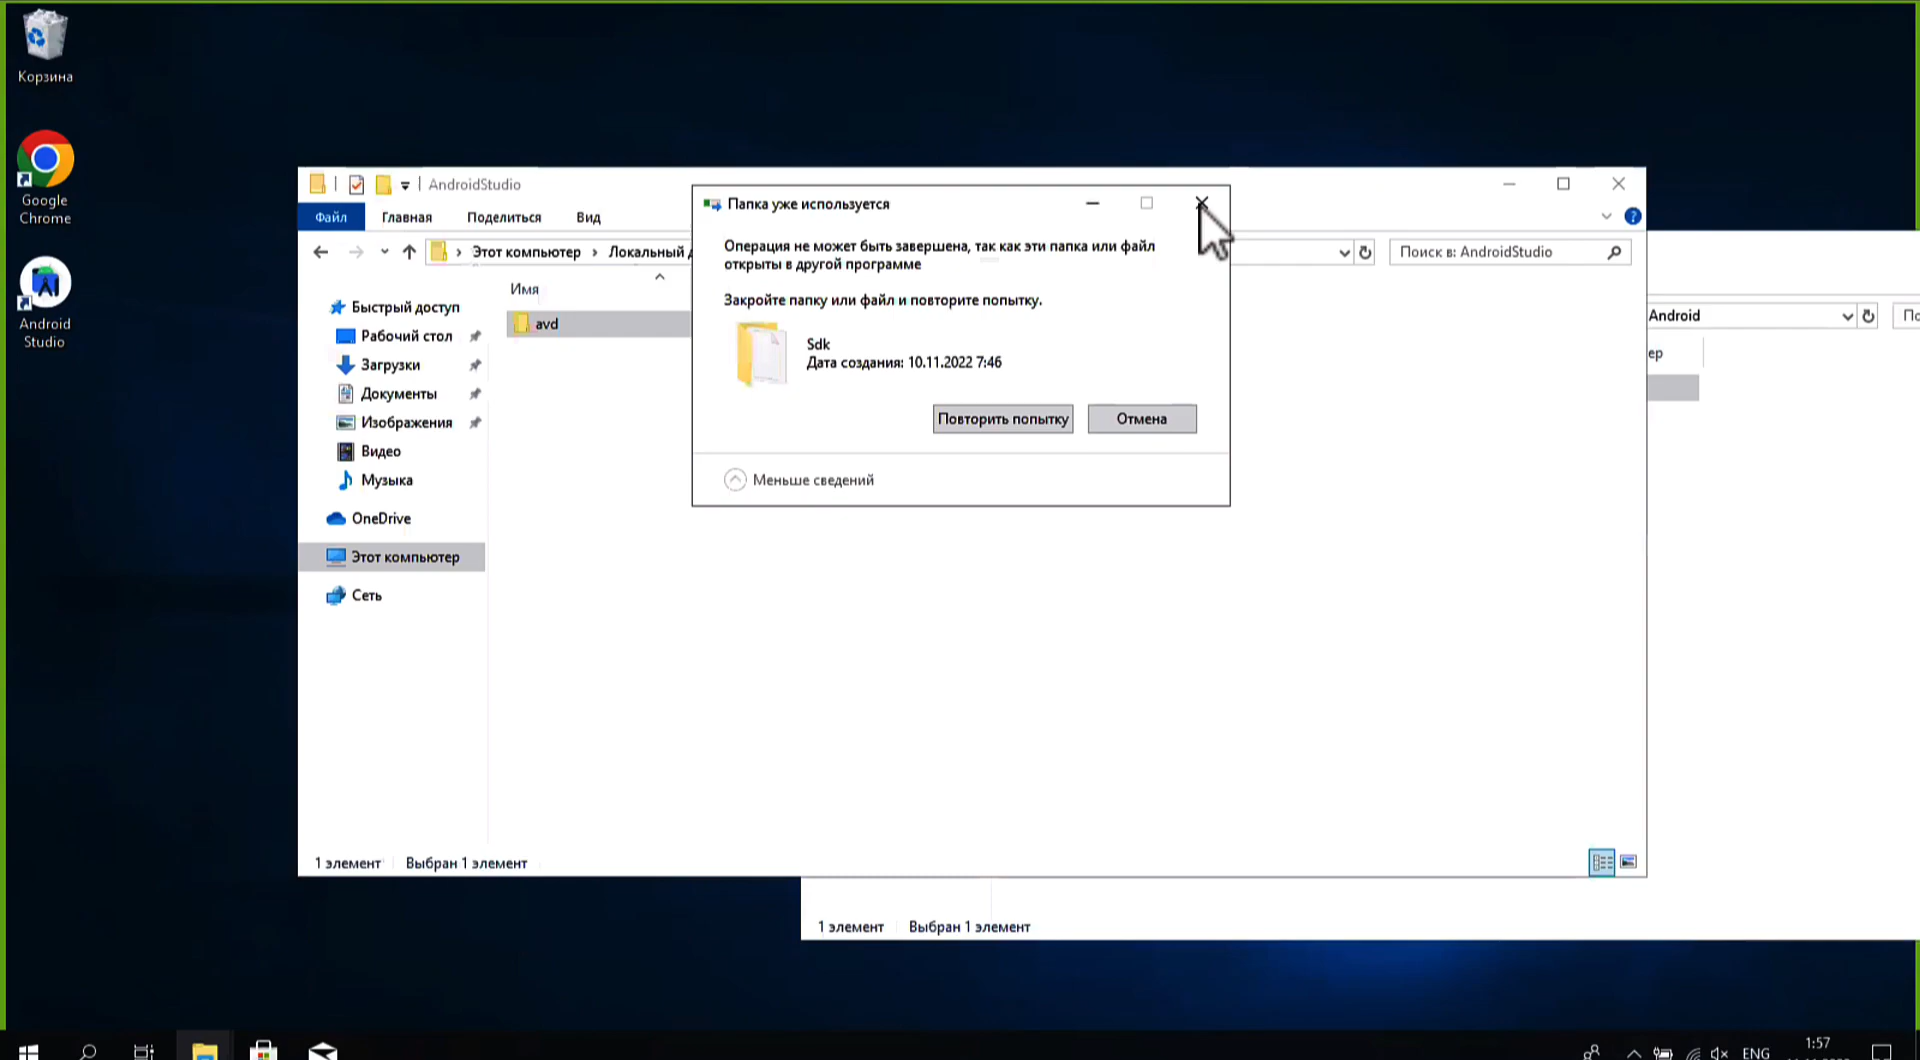 Корзина
Google
Chrome
Android
Studio
AndroidStudio
Файл
Главная
Поделиться
Вид
Этот компьютер
Локальный
Поиск в: AndroidStudio
Быстрый доступ
Рабочий стол
Загрузки
Документы
Изображения
Видео
Музыка
OneDrive
Этот компьютер
Сеть
Имя
avd
1 элемент
Выбран 1 элемент
Папка уже используется
Операция не может быть завершена, так как эти папка или файл
открыты в другой программе
Закройте папку или файл и повторите попытку.
Sdk
Дата создания: 10.11.2022 7:46
Повторить попытку
Отмена
Меньше сведений
Android
По
ер
1 элемент
Выбран 1 элемент
ENG
1:57